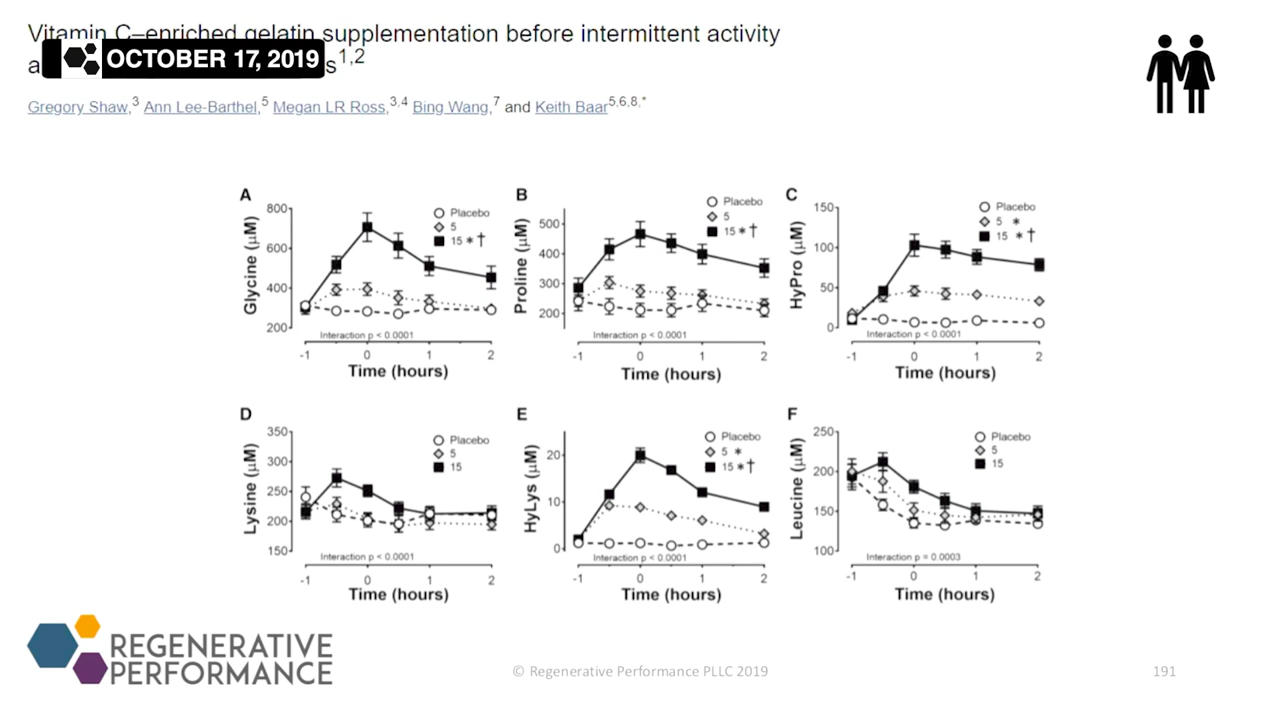 Vitamin C–enriched gelatin supplementation before intermittent activity
OCTOBER 17, 2019
s1,2
Gregory Shaw,3 Ann Lee-Barthel,5 Megan LR Ross,3,4 Bing Wang,7 and Keith Baar5,6,8,*
A
Glycine (µM)
800
600
400
200
Placebo
5
15 * †
Interaction p < 0.0001
-1 0 1 2
Time (hours)
B
Proline (µM)
500
400
300
200
Placebo
5
15 * †
Interaction p < 0.0001
-1 0 1 2
Time (hours)
C
HyPro (µM)
150
100
50
0
Placebo
5 *
15 * †
Interaction p < 0.0001
-1 0 1 2
Time (hours)
D
Lysine (µM)
350
300
250
200
150
Placebo
5
15
Interaction p < 0.0001
-1 0 1 2
Time (hours)
E
HyLys (µM)
20
10
0
Placebo
5 *
15 * †
Interaction p < 0.0001
-1 0 1 2
Time (hours)
F
Leucine (µM)
250
200
150
100
Placebo
5
15
Interaction p = 0.0003
-1 0 1 2
Time (hours)
REGENERATIVE
PERFORMANCE
© Regenerative Performance PLLC 2019
191